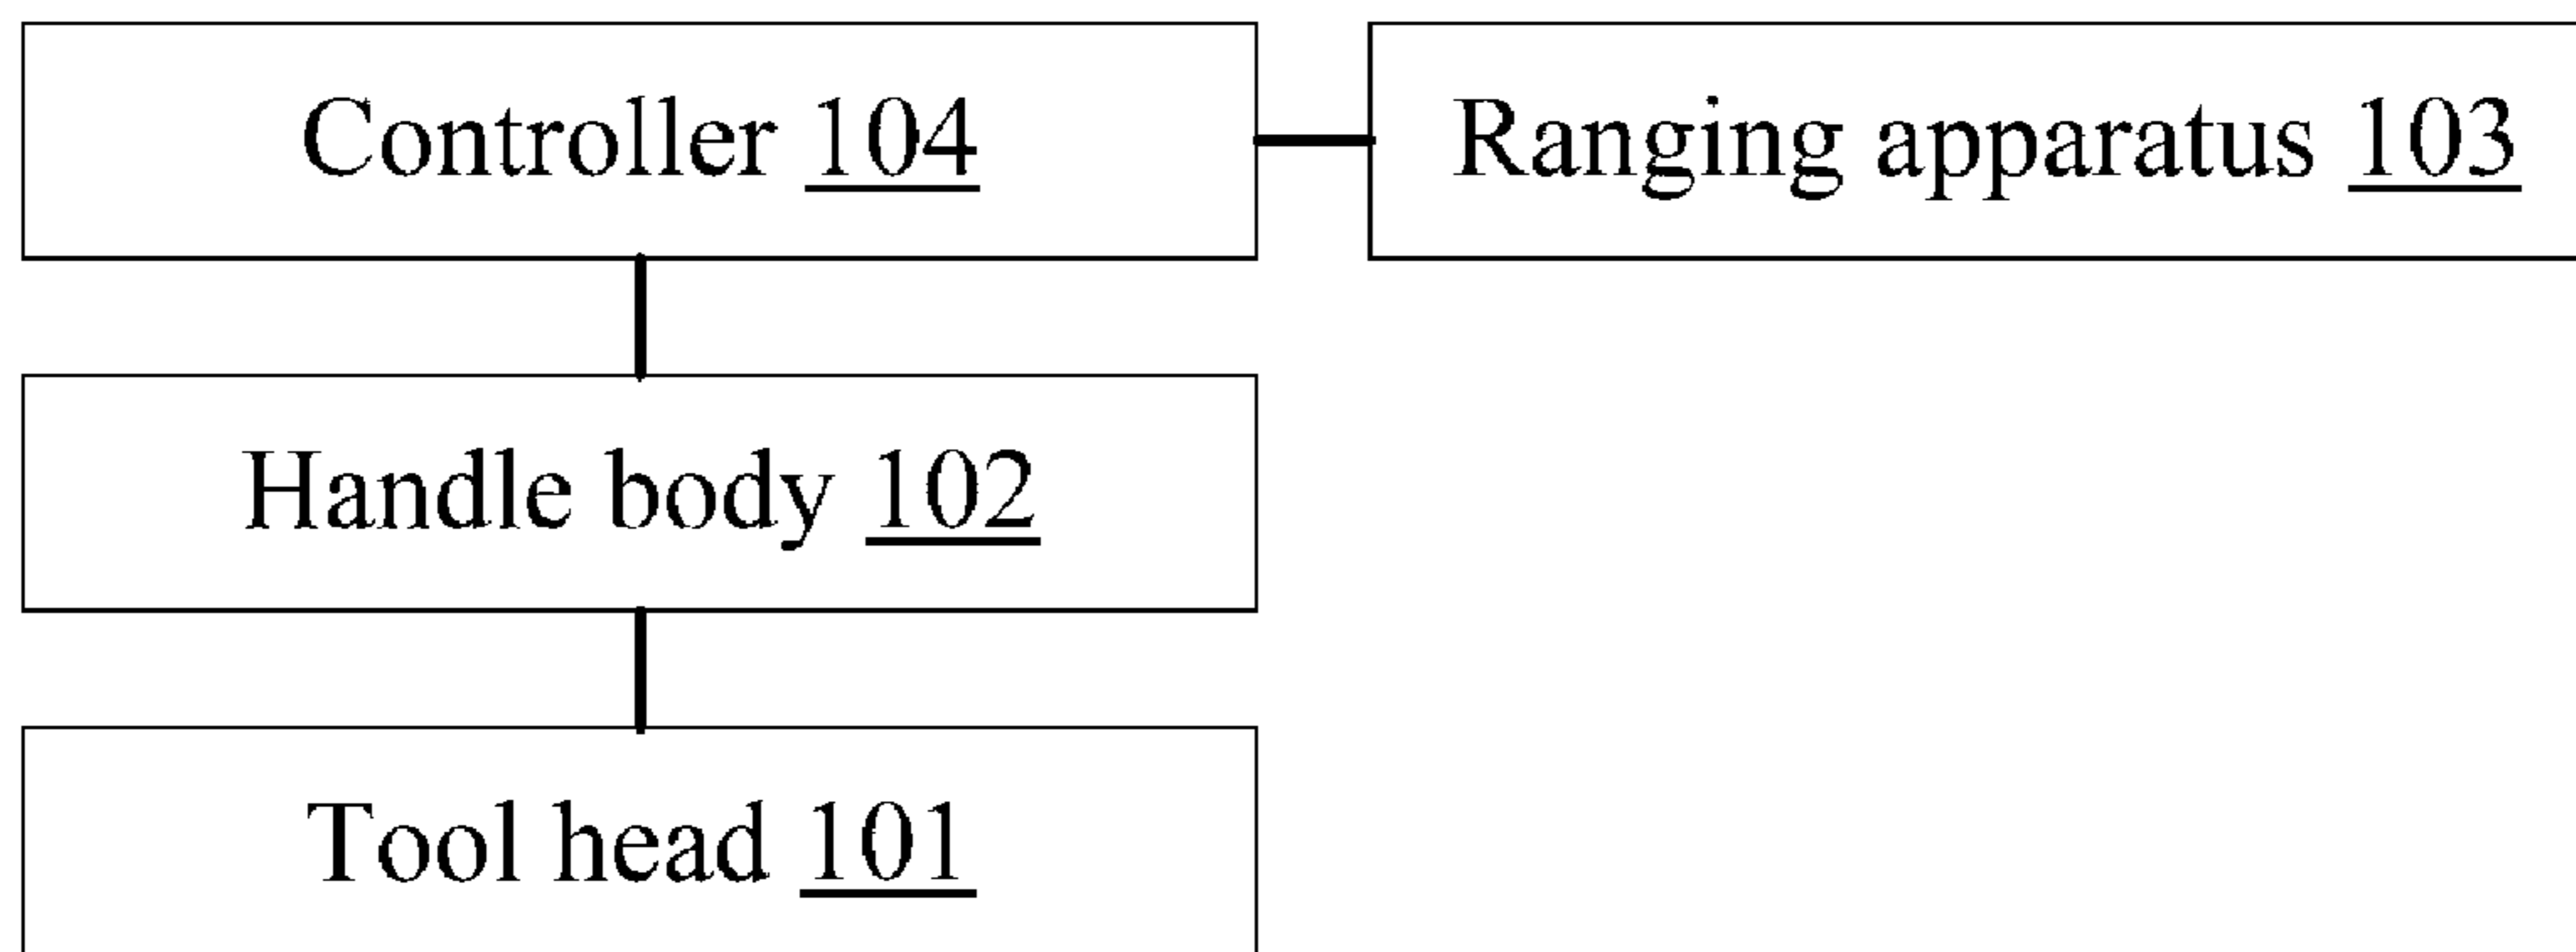 Controller 104
Ranging apparatus 103
Handle body 102
Tool head 101